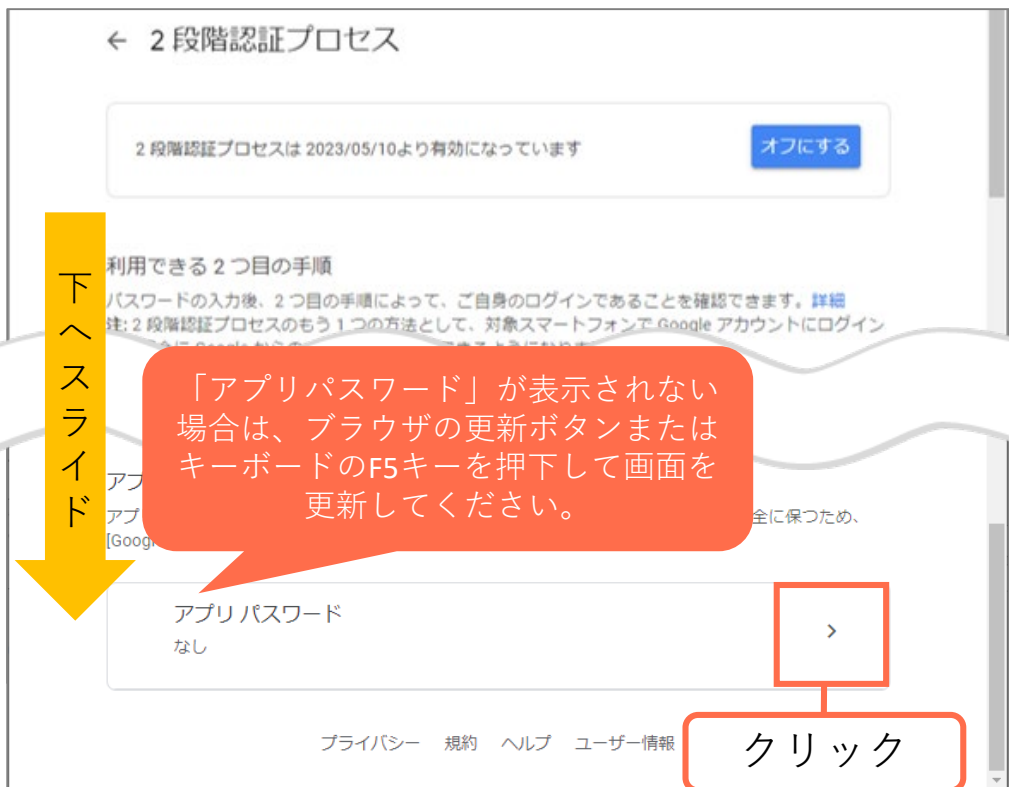 ← 2 段階認証プロセス
2 段階認証プロセスは 2023/05/10より有効になっています
オフにする
下へスライド
利用できる 2 つ目の手順
パスワードの入力後、2 つ目の手順によって、ご自身のログインであることを確認できます。詳細
注: 2 段階認証プロセスのもう 1 つの方法として、対象スマートフォンで Google アカウントにログイン
「アプリパスワード」が表示されない
場合は、ブラウザの更新ボタンまたは
キーボードのF5キーを押下して画面を
更新してください。
アプ
アプ
全に保つため、
[Googl
アプリ パスワード
なし
>
プライバシー 規約 ヘルプ ユーザー情報
クリック